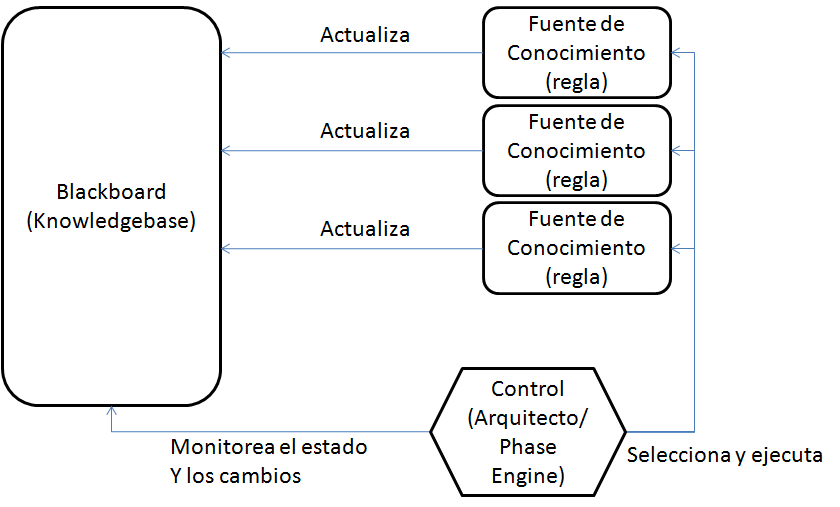 Actualiza
Fuente de
Conocimiento
(regla)
Actualiza
Fuente de
Conocimiento
(regla)
Blackboard
(Knowledgebase)
Actualiza
Fuente de
Conocimiento
(regla)
Control
(Arquitecto/
Phase
Engine)
Monitorea el estado
Y los cambios
Selecciona y ejecuta